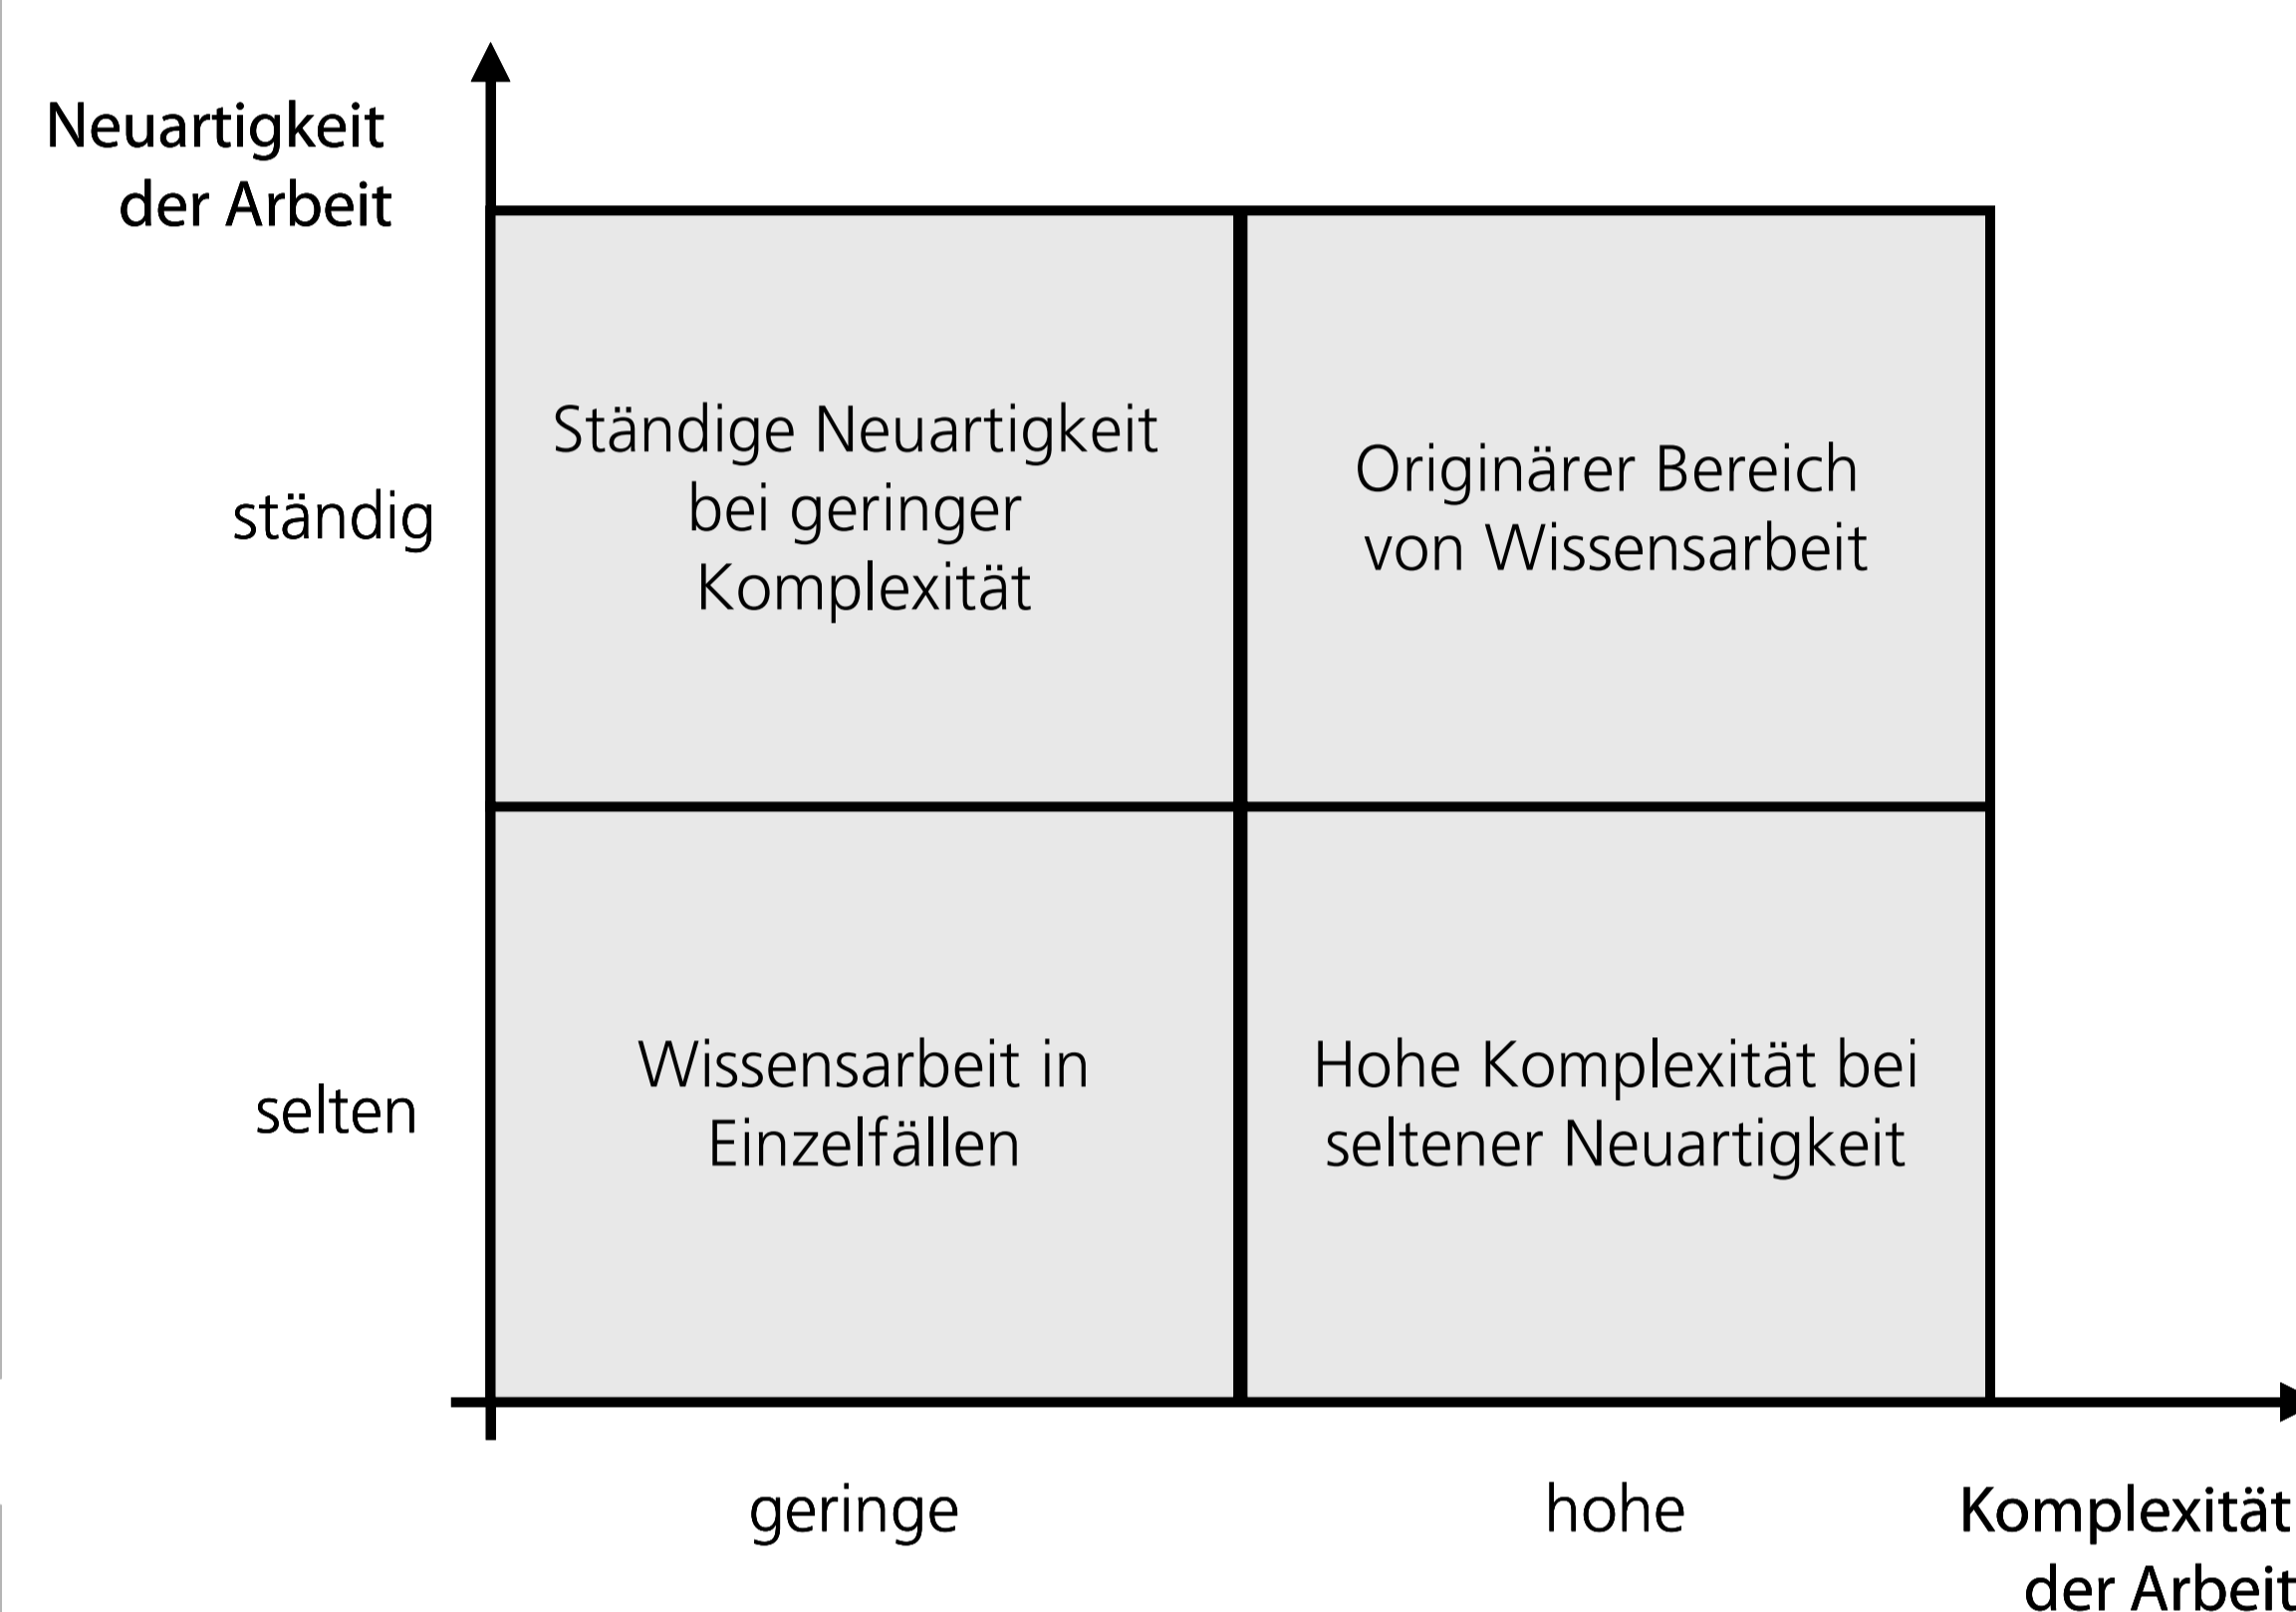 Neuartigkeit
der Arbeit
ständig
Ständige Neuartigkeit
bei geringer
Komplexität
Originärer Bereich
von Wissensarbeit
selten
Wissensarbeit in
Einzelfällen
Hohe Komplexität bei
seltener Neuartigkeit
geringe
hohe
Komplexität
der Arbeit